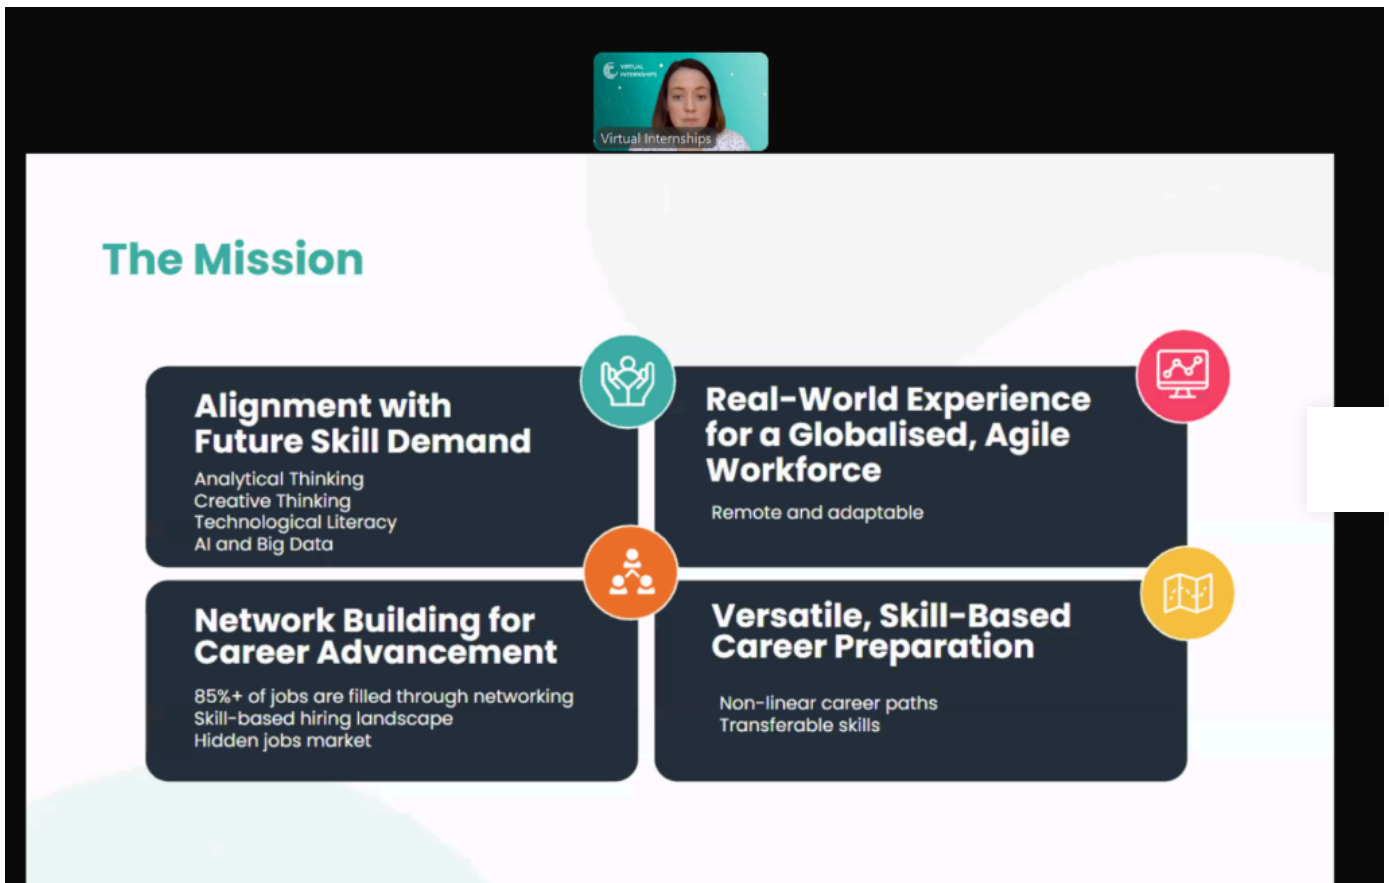 VIRTUAL
INTERNSHIPS
Virtual Internships
The Mission
Alignment with
Future Skill Demand
Analytical Thinking
Creative Thinking
Technological Literacy
AI and Big Data
Real-World Experience
for a Globalised, Agile
Workforce
Remote and adaptable
Network Building for
Career Advancement
85%+ of jobs are filled through networking
Skill-based hiring landscape
Hidden jobs market
Versatile, Skill-Based
Career Preparation
Non-linear career paths
Transferable skills